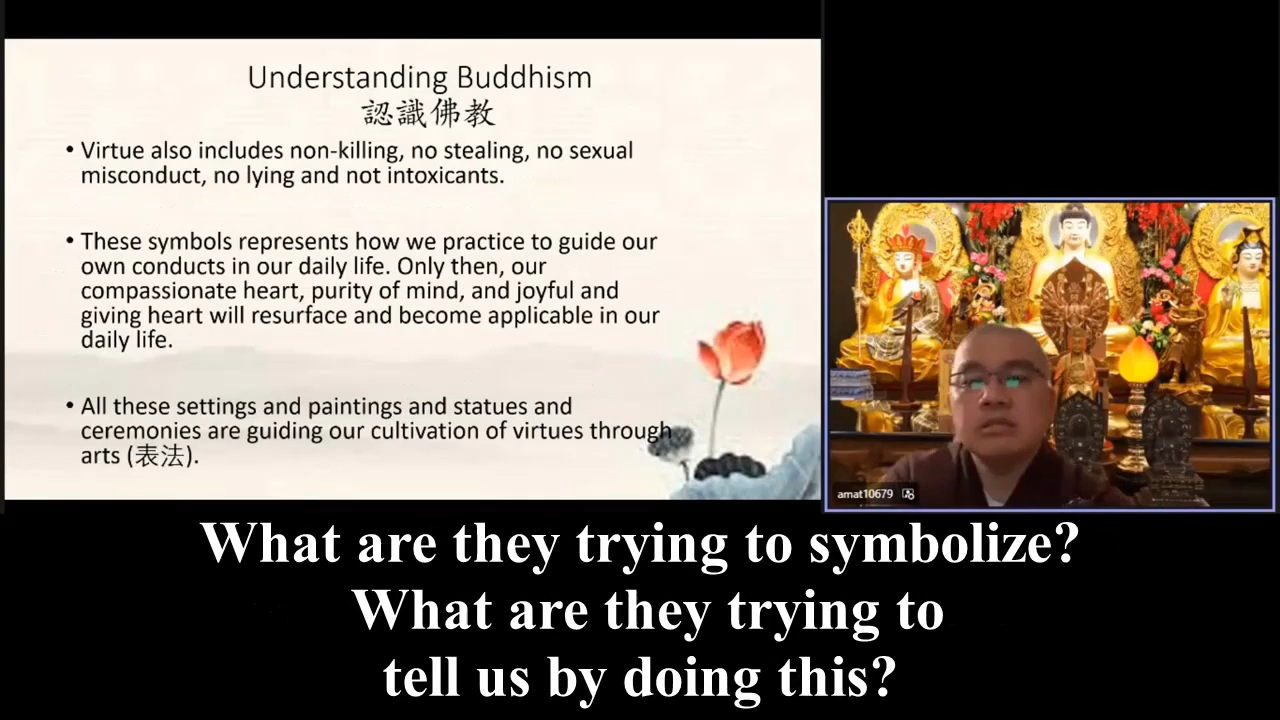 Understanding Buddhism
認識佛教
• Virtue also includes non-killing, no stealing, no sexual
misconduct, no lying and not intoxicants.
• These symbols represents how we practice to guide our
own conducts in our daily life. Only then, our
compassionate heart, purity of mind, and joyful and
giving heart will resurface and become applicable in our
daily life.
• All these settings and paintings and statues and
ceremonies are guiding our cultivation of virtues through
arts (表法).
amat10679
What are they trying to symbolize?
What are they trying to
tell us by doing this?